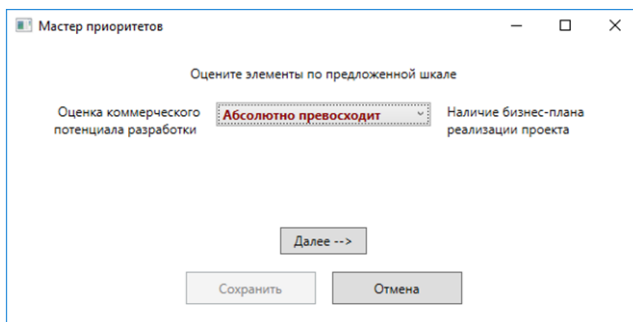 Мастер приоритетов
Оцените элементы по предложенной шкале
Оценка коммерческого
потенциала разработки
Абсолютно превосходит
Наличие бизнес-плана
реализации проекта
Далее -->
Сохранить
Отмена